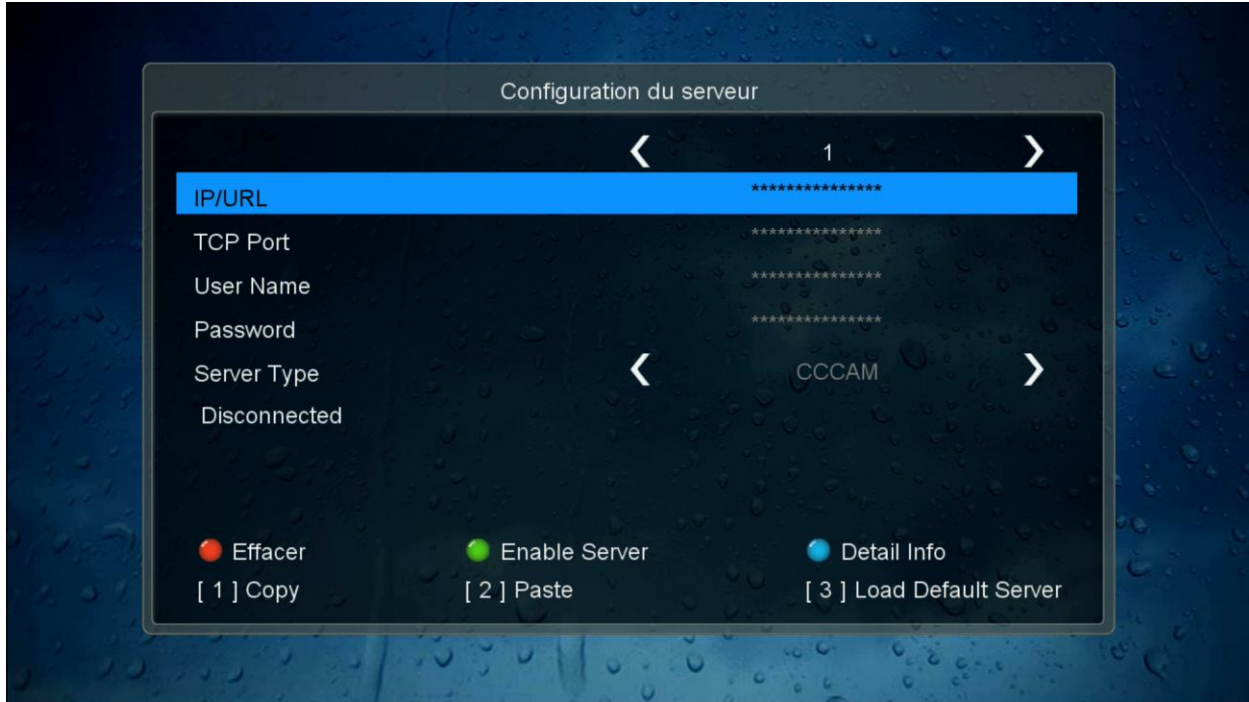 Configuration du serveur
1
IP/URL ***************
TCP Port ***************
User Name ***************
Password ***************
Server Type CCCAM
Disconnected
Effacer Enable Server Detail Info
[ 1 ] Copy [ 2 ] Paste [ 3 ] Load Default Server